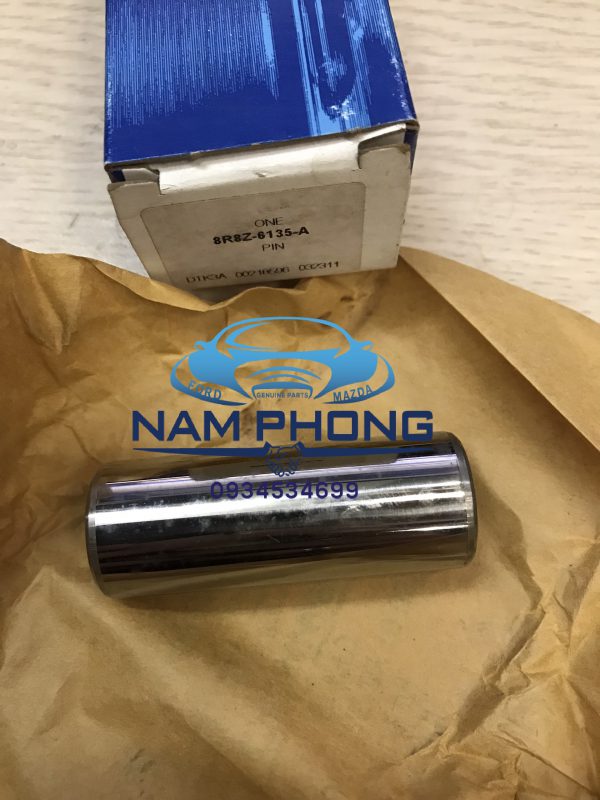 ONE
8R8Z-6135-A
PIN
FORD
GENUINE PARTS
MAZDA
NAM PHONG
0934534699